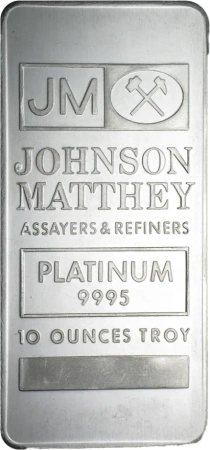 JM
JOHNSON
MATTHEY
ASSAYERS & REFINERS
PLATINUM
9995
10 OUNCES TROY